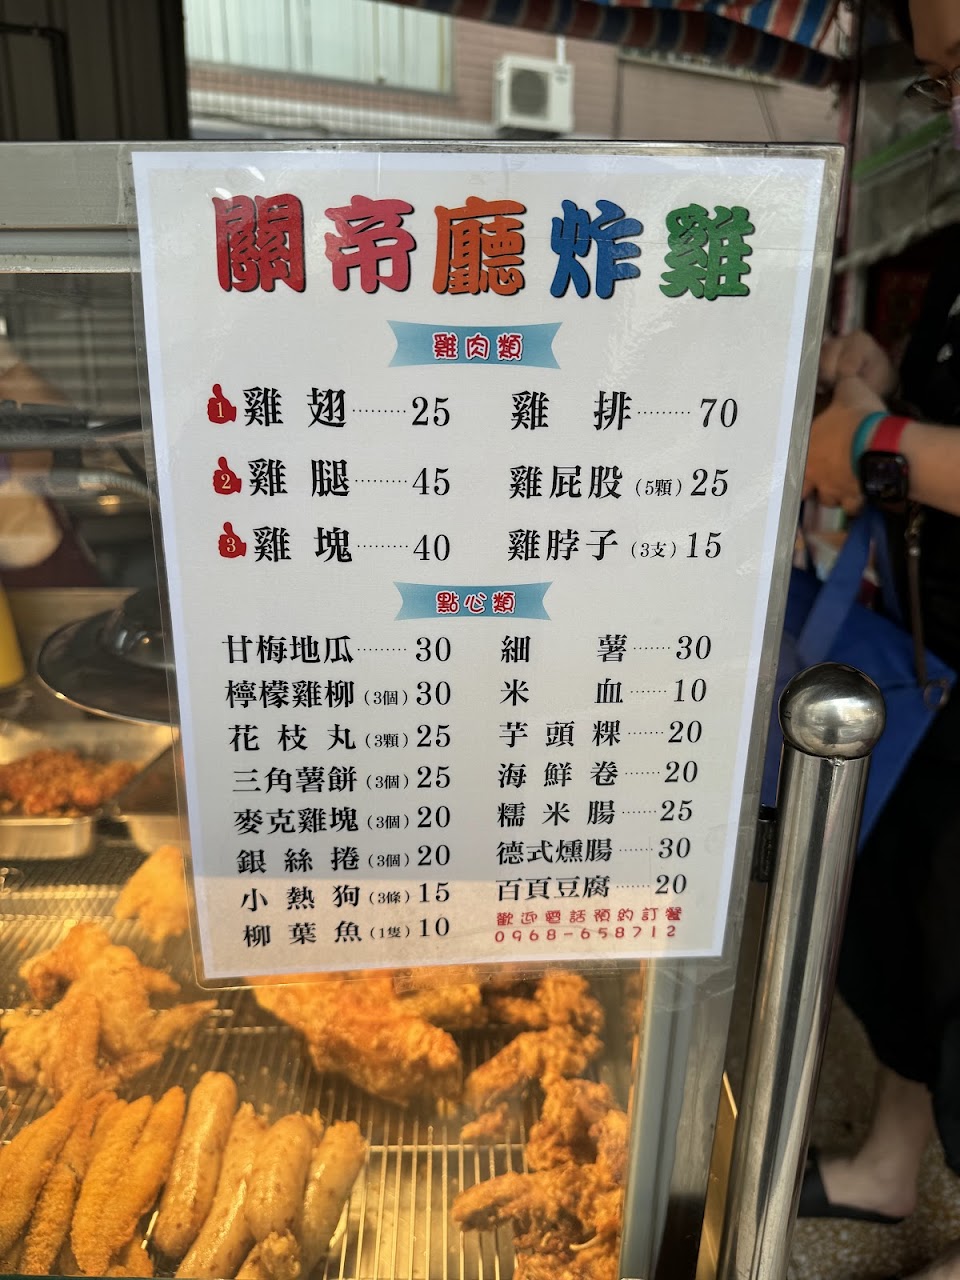 關帝廳炸雞
雞肉類
1 雞翅………25 雞排………70
2 雞腿………45 雞屁股(5顆)25
3 雞塊………40 雞脖子(3支)15
點心類
甘梅地瓜………30 細薯……30
檸檬雞柳(3個)30 米血……10
花枝丸(3顆)25 芋頭粿……20
三角薯餅(3個)25 海鮮卷……20
麥克雞塊(3個)20 糯米腸……25
銀絲捲(3個)20 德式燻腸……30
小熱狗(3條)15 百頁豆腐……20
柳葉魚(1隻)10
歡迎電話預約訂餐
0968-658712